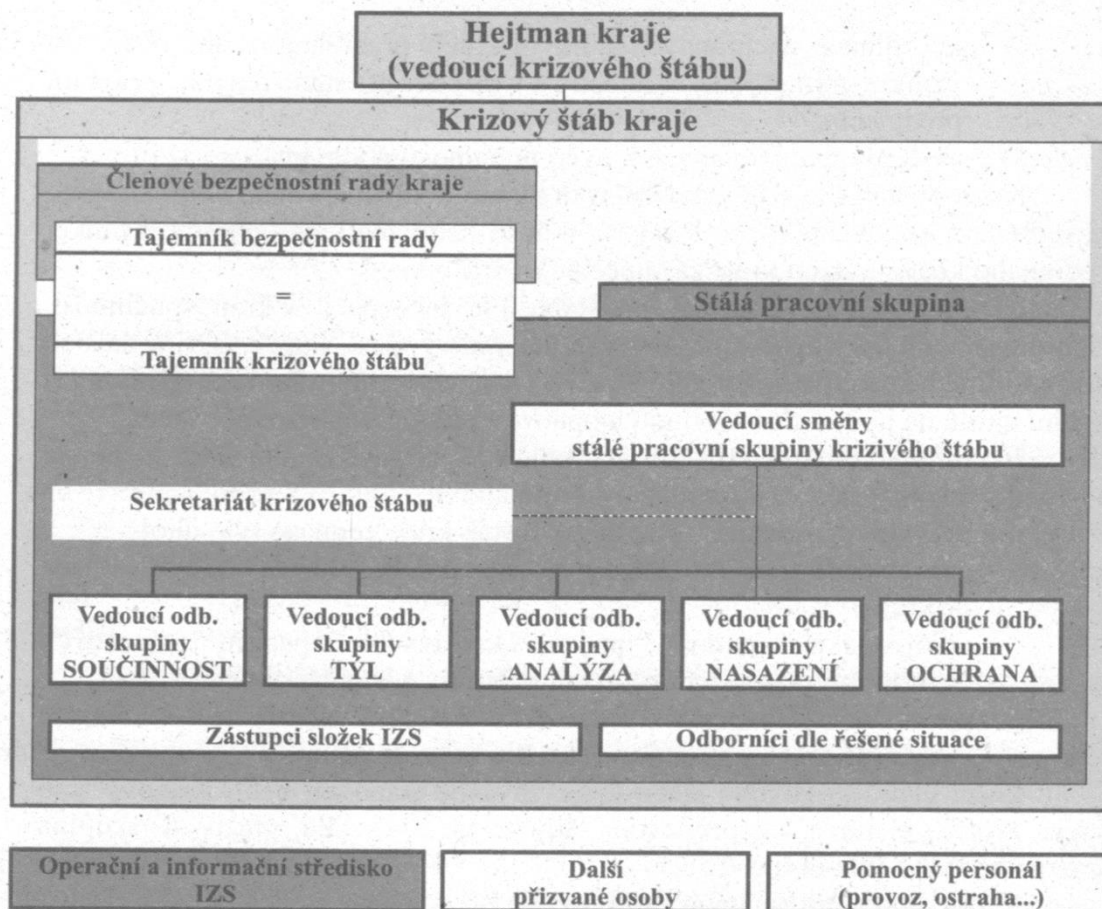 Hejtman kraje
(vedoucí krizového štábu)
Krizový štáb kraje
Členové bezpečnostní rady kraje
Tajemník bezpečnostní rady
=
Tajemník krizového štábu
Stálá pracovní skupina
Vedoucí směny
stálé pracovní skupiny krizivého štábu
Sekretariát krizového štábu
Vedoucí odb.
skupiny
SOUČINNOST
Vedoucí odb.
skupiny
TÝL
Vedoucí odb.
skupiny
ANALÝZA
Vedoucí odb.
skupiny
NASAZENÍ
Vedoucí odb.
skupiny
OCHRANA
Zástupci složek IZS
Odborníci dle řešené situace
Operační a informační středisko
IZS
Další
přizvané osoby
Pomocný personál
(provoz, ostraha...)